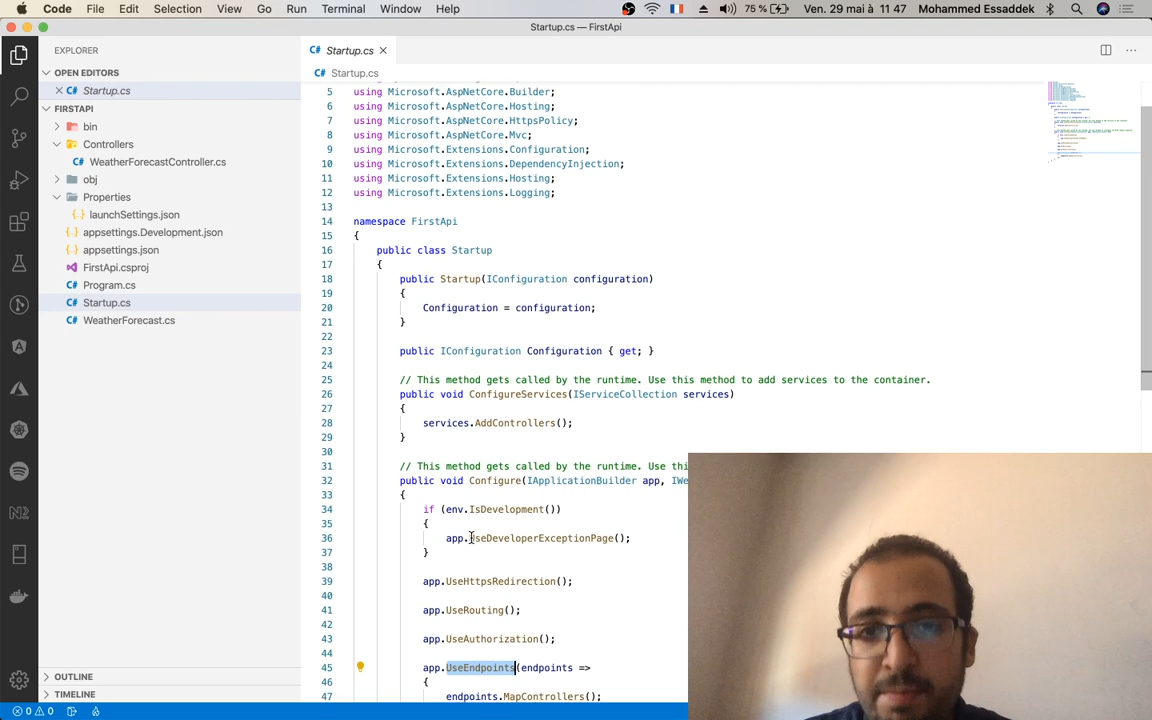 Code File Edit Selection View Go Run Terminal Window Help 75 % Ven. 29 mai à 11 47 Mohammed Essaddek
Startup.cs — FirstApi
EXPLORER
OPEN EDITORS
Startup.cs
FIRSTAPI
bin
Controllers
C# WeatherForecastController.cs
obj
Properties
{..} launchSettings.json
{..} appsettings.Development.json
{..} appsettings.json
FirstApi.csproj
C# Program.cs
C# Startup.cs
C# WeatherForecast.cs
OUTLINE
TIMELINE
0 0
C# Startup.cs
C# Startup.cs
5 using Microsoft.AspNetCore.Builder;
6 using Microsoft.AspNetCore.Hosting;
7 using Microsoft.AspNetCore.HttpsPolicy;
8 using Microsoft.AspNetCore.Mvc;
9 using Microsoft.Extensions.Configuration;
10 using Microsoft.Extensions.DependencyInjection;
11 using Microsoft.Extensions.Hosting;
12 using Microsoft.Extensions.Logging;
13
14 namespace FirstApi
15 {
16 public class Startup
17 {
18 public Startup(IConfiguration configuration)
19 {
20 Configuration = configuration;
21 }
22
23 public IConfiguration Configuration { get; }
24
25 // This method gets called by the runtime. Use this method to add services to the container.
26 public void ConfigureServices(IServiceCollection services)
27 {
28 services.AddControllers();
29 }
30
31 // This method gets called by the runtime. Use thi
32 public void Configure(IApplicationBuilder app, IWe
33 {
34 if (env.IsDevelopment())
35 {
36 app.UseDeveloperExceptionPage();
37 }
38
39 app.UseHttpsRedirection();
40
41 app.UseRouting();
42
43 app.UseAuthorization();
44
45 app.UseEndpoints(endpoints =>
46 {
47 endpoints.MapControllers();